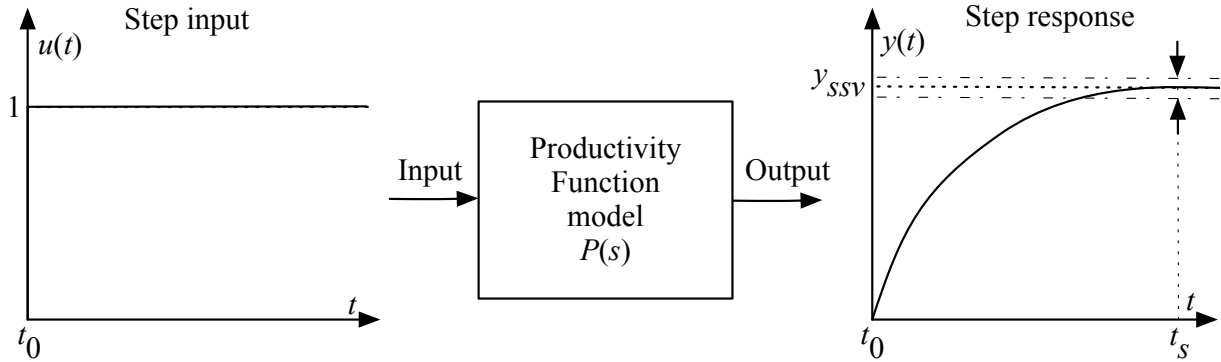 Step input
u(t)
1
t
t0
Input
Productivity
Function
model
P(s)
Output
Step response
y(t)
yssv
t
t0
ts